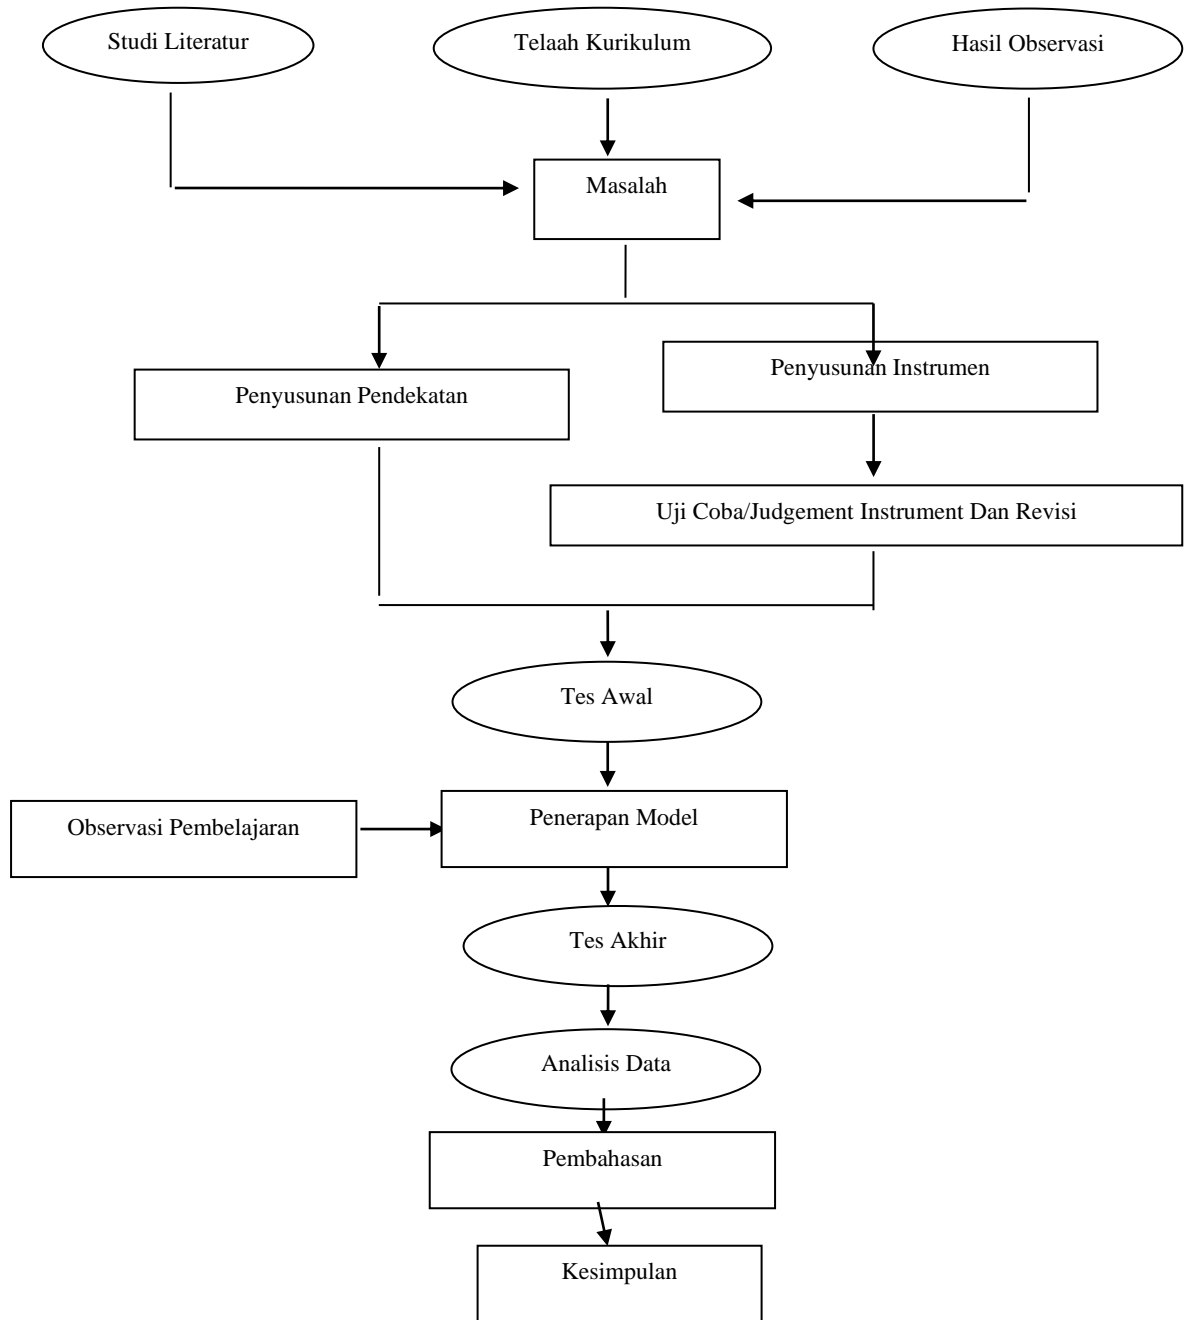 Studi Literatur
Telaah Kurikulum
Hasil Observasi
Masalah
Penyusunan Instrumen
Penyusunan Pendekatan
Uji Coba/Judgement Instrument Dan Revisi
Tes Awal
Penerapan Model
Observasi Pembelajaran
Tes Akhir
Analisis Data
Pembahasan
Kesimpulan